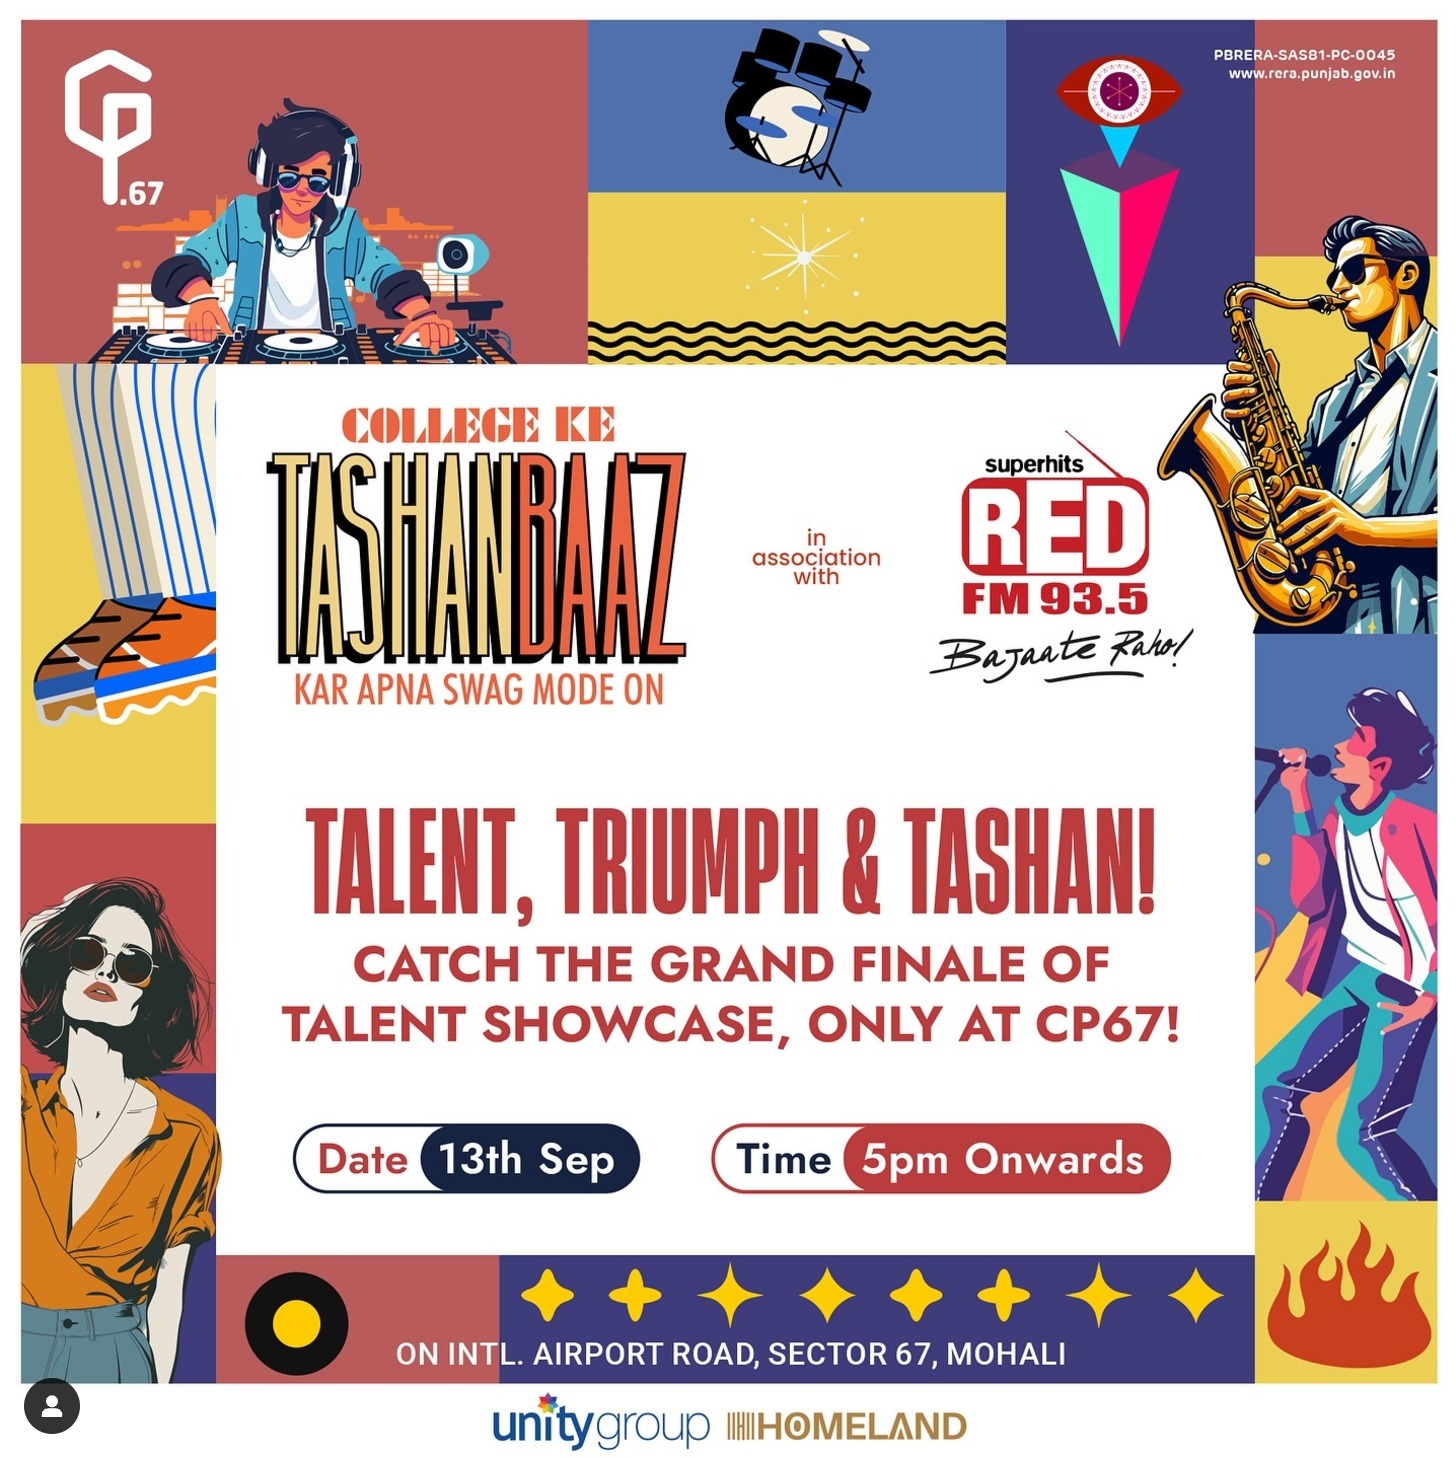 CP.67
PBRERA-SAS81-PC-0045
www.rera.punjab.gov.in
COLLEGE KE
TASHANBAAZ
KAR APNA SWAG MODE ON
in
association
with
superhits
RED
FM 93.5
Bajaate Raho!
TALENT, TRIUMPH & TASHAN!
CATCH THE GRAND FINALE OF
TALENT SHOWCASE, ONLY AT CP67!
Date 13th Sep
Time 5pm Onwards
ON INTL. AIRPORT ROAD, SECTOR 67, MOHALI
unitygroup HOMELAND